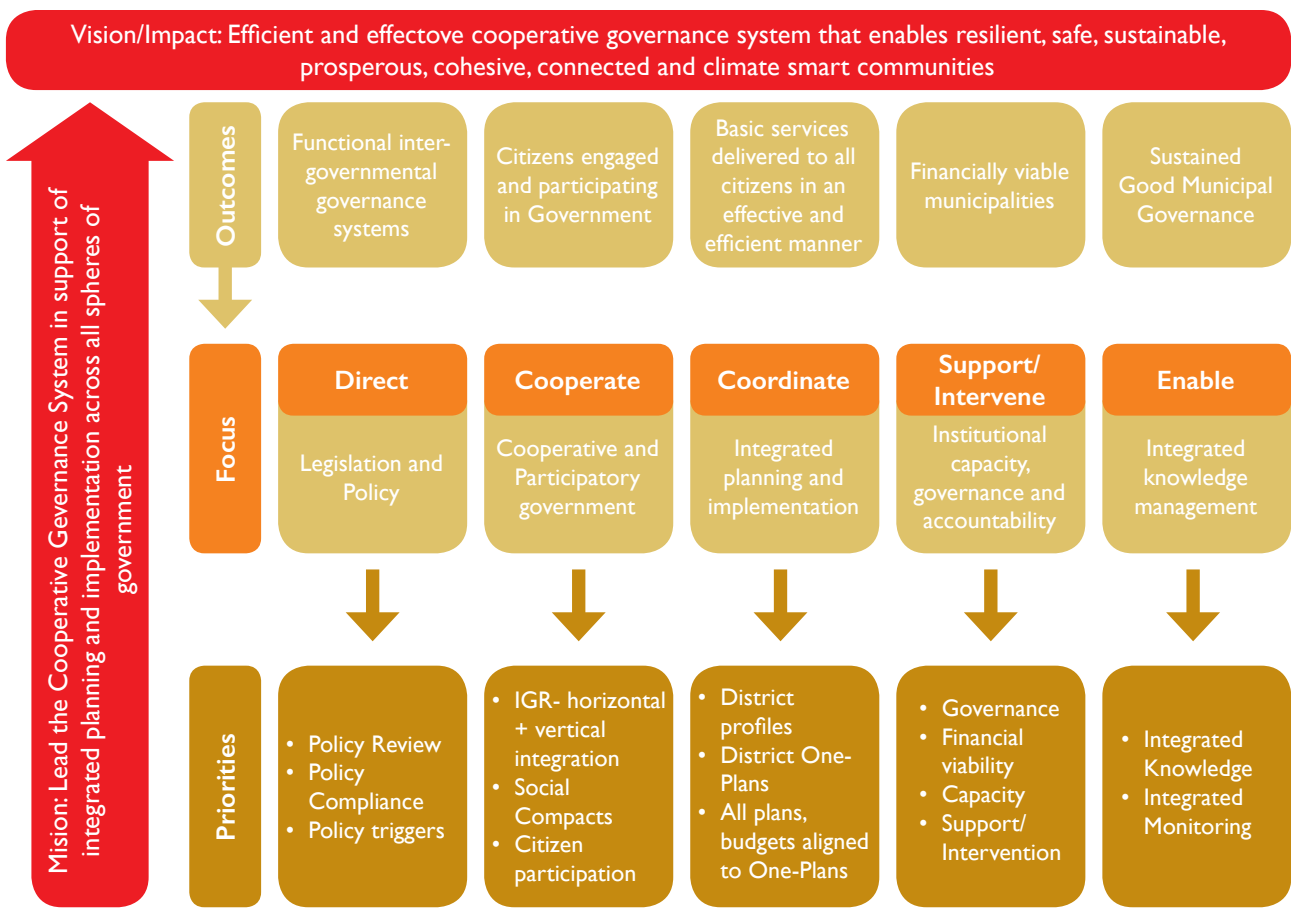 Vision/Impact: Efficient and effectove cooperative governance system that enables resilient, safe, sustainable,
prosperous, cohesive, connected and climate smart communities
Mision: Lead the Cooperative Gevernance System in support of
integrated planning and implementation across all spheres of
government
Outcomes
Functional inter-
governmental
governance
systems
Citizens engaged
and participating
in Government
Basic services
delivered to all
citizens in an
effective and
efficient manner
Financially viable
municipalities
Sustained
Good Municipal
Governance
Focus
Direct
Legislation and
Policy
Cooperate
Cooperative and
Participatory
government
Coordinate
Integrated
planning and
implementation
Support/
Intervene
Institutional
capacity,
governance and
accountability
Enable
Integrated
knowledge
management
Priorities
• Policy Review
• Policy
Compliance
• Policy triggers
• IGR- horizontal
+ vertical
integration
• Social
Compacts
• Citizen
participation
• District
profiles
• District One-
Plans
• All plans,
budgets aligned
to One-Plans
• Governance
• Financial
viability
• Capacity
• Support/
Intervention
• Integrated
Knowledge
• Integrated
Monitoring